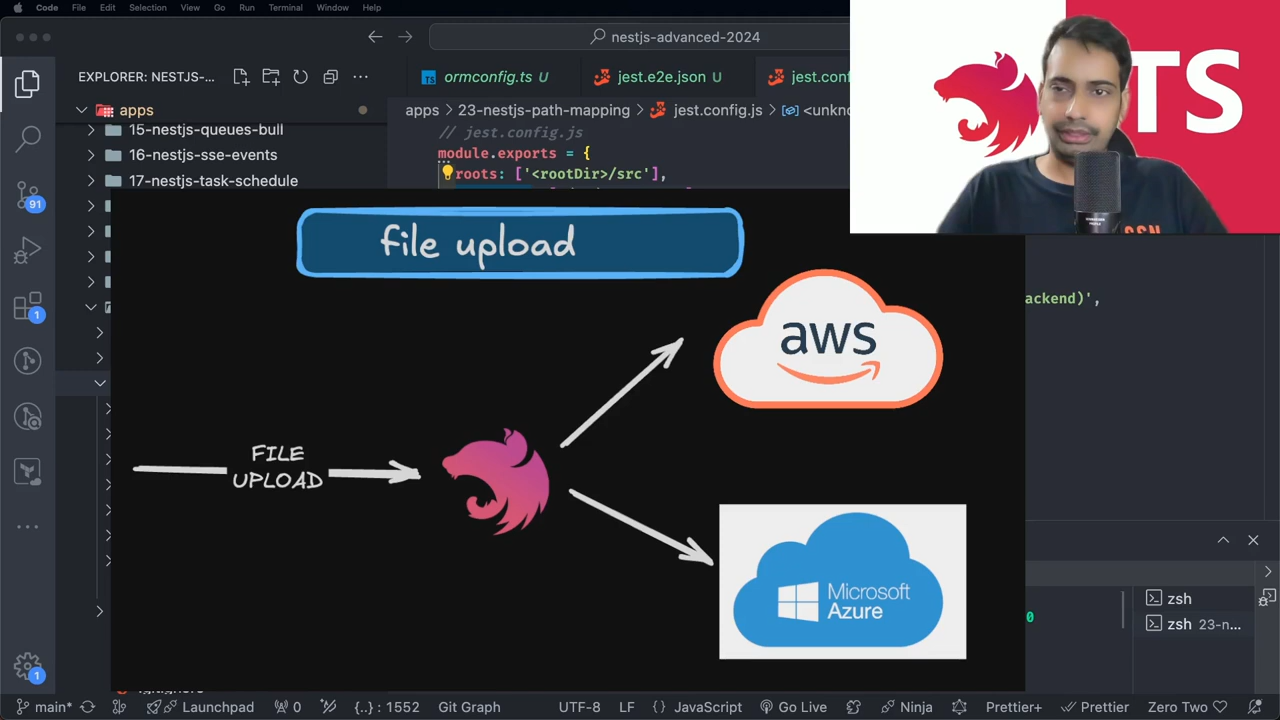 Code File Edit Selection View Go Run Terminal Window Help
nestjs-advanced-2024
EXPLORER: NESTJS-...
ormconfig.ts U
jest.e2e.json U
jest.conf
TS
apps
apps > 23-nestjs-path-mapping > jest.config.js >
15-nestjs-queues-bull
// jest.config.js
16-nestjs-sse-events
module.exports = {
17-nestjs-task-schedule
roots: ['<rootDir>/src'],
91
file upload
aws
ackend)',
1
FILE
UPLOAD
Microsoft
Azure
zsh
0
zsh 23-n...
1
main* Launchpad 0 {..} : 1552 Git Graph UTF-8 LF {} JavaScript Go Live Ninja Prettier+ Prettier Zero Two